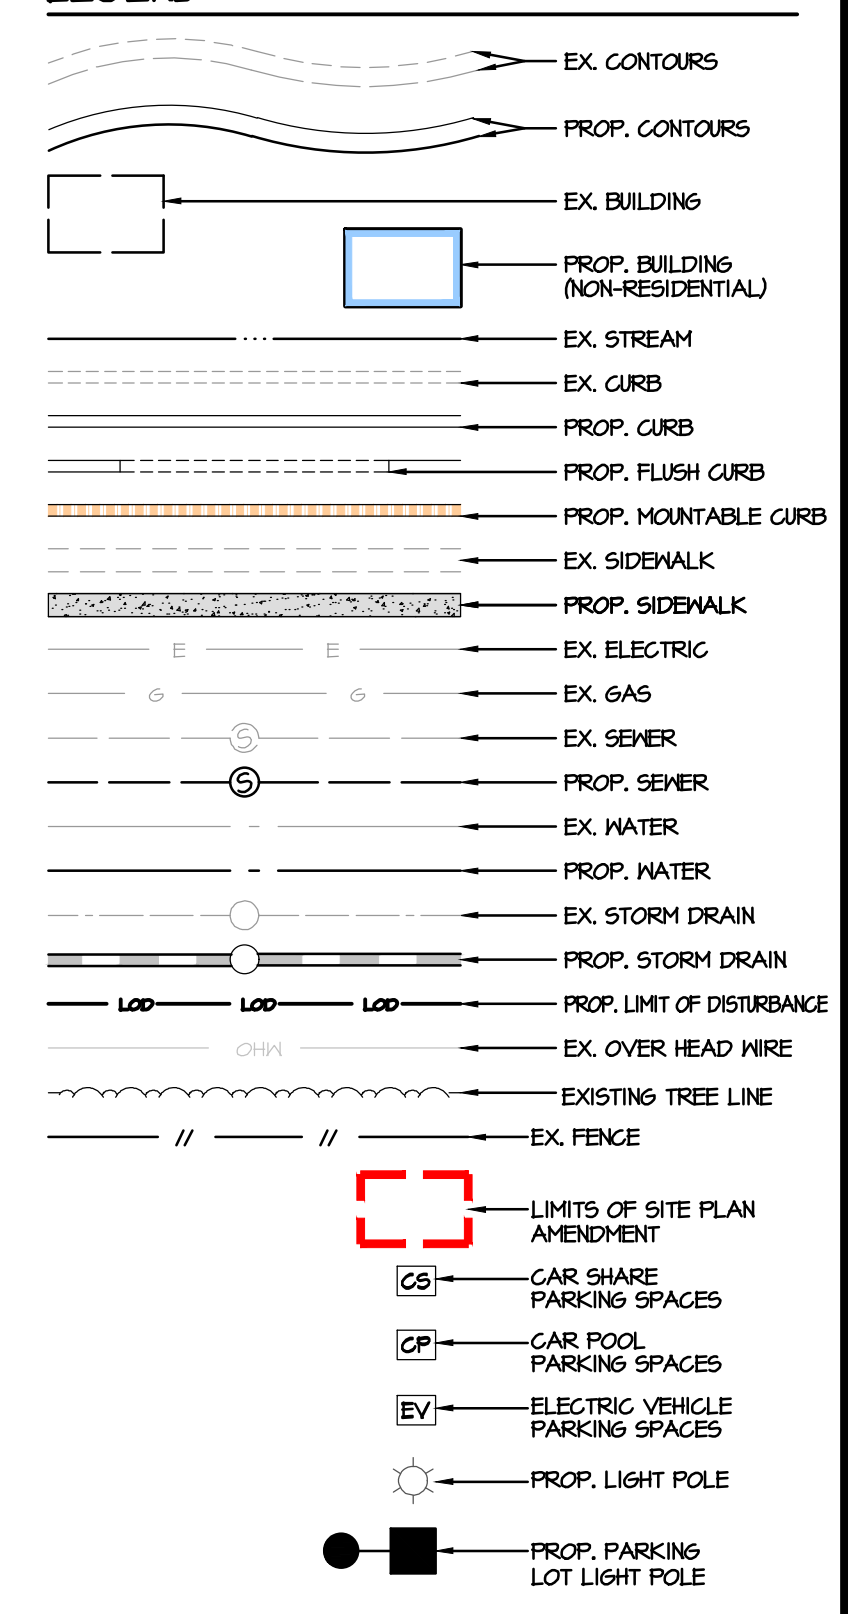 LEGEND
EX. CONTOURS
PROP. CONTOURS
EX. BUILDING
PROP. BUILDING
(NON-RESIDENTIAL)
EX. STREAM
EX. CURB
PROP. CURB
PROP. FLUSH CURB
PROP. MOUNTABLE CURB
EX. SIDEWALK
PROP. SIDEWALK
E E EX. ELECTRIC
G G EX. GAS
S EX. SEWER
S PROP. SEWER
EX. WATER
PROP. WATER
EX. STORM DRAIN
PROP. STORM DRAIN
LOD LOD LOD PROP. LIMIT OF DISTURBANCE
OHW EX. OVER HEAD WIRE
EXISTING TREE LINE
// // EX. FENCE
LIMITS OF SITE PLAN
AMENDMENT
CS CAR SHARE
PARKING SPACES
CP CAR POOL
PARKING SPACES
EV ELECTRIC VEHICLE
PARKING SPACES
PROP. LIGHT POLE
PROP. PARKING
LOT LIGHT POLE